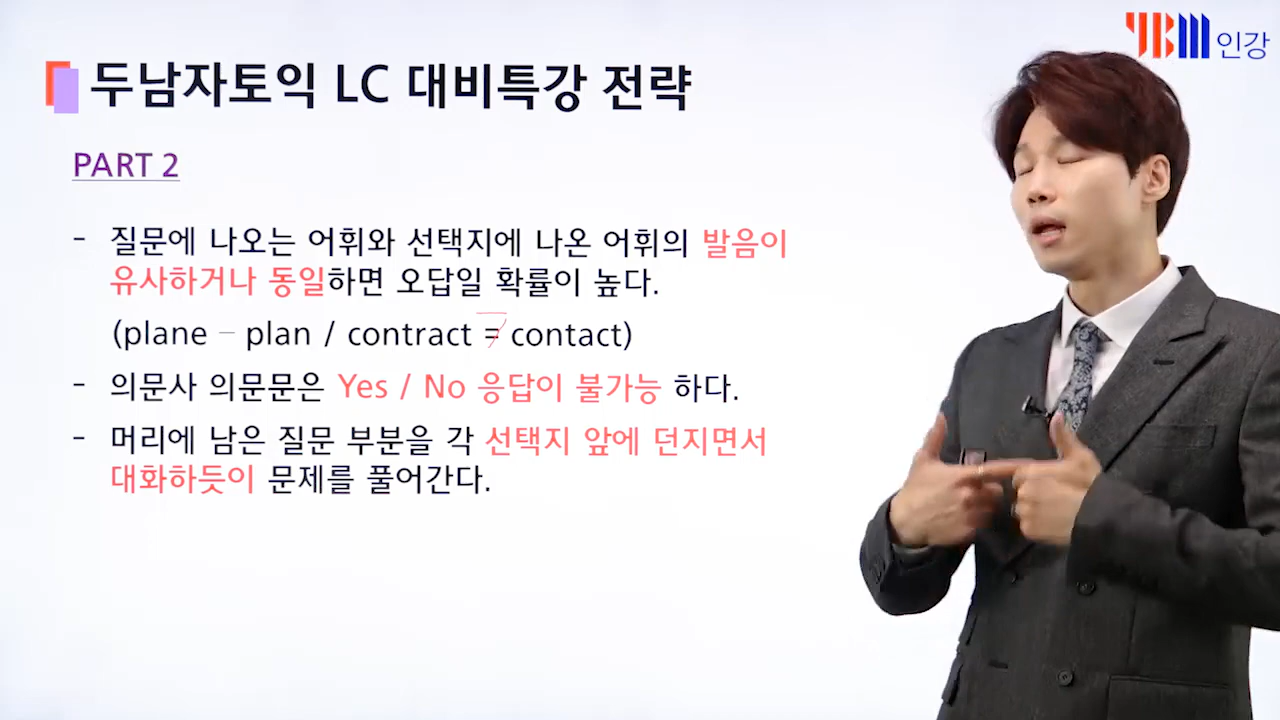 YBM 인강
두남자토익 LC 대비특강 전략
PART 2
- 질문에 나오는 어휘와 선택지에 나온 어휘의 발음이
유사하거나 동일하면 오답일 확률이 높다.
(plane – plan / contract = contact)
- 의문사 의문문은 Yes / No 응답이 불가능 하다.
- 머리에 남은 질문 부분을 각 선택지 앞에 던지면서
대화하듯이 문제를 풀어간다.